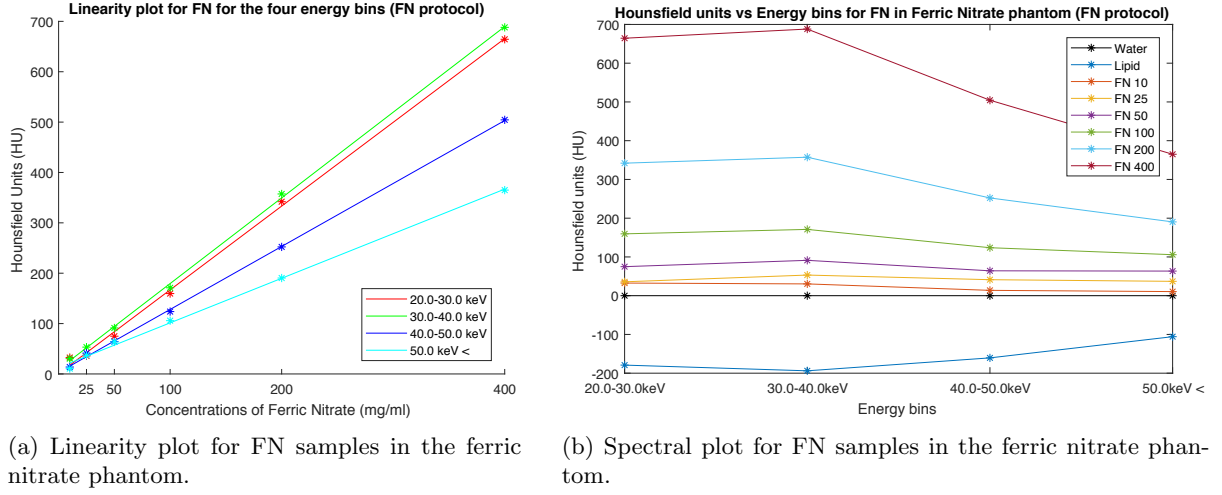 Linearity plot for FN for the four energy bins (FN protocol)
700
600
500
400
300
200
100
0
Hounsfield Units (HU)
25 50 100 200 400
Concentrations of Ferric Nitrate (mg/ml)
20.0-30.0 keV
30.0-40.0 keV
40.0-50.0 keV
50.0 keV <
(a) Linearity plot for FN samples in the ferric
nitrate phantom.
Hounsfield units vs Energy bins for FN in Ferric Nitrate phantom (FN protocol)
700
600
500
400
300
200
100
0
-100
-200
Hounsfield units (HU)
20.0-30.0keV 30.0-40.0keV 40.0-50.0keV 50.0keV <
Energy bins
Water
Lipid
FN 10
FN 25
FN 50
FN 100
FN 200
FN 400
(b) Spectral plot for FN samples in the ferric nitrate phan-
tom.